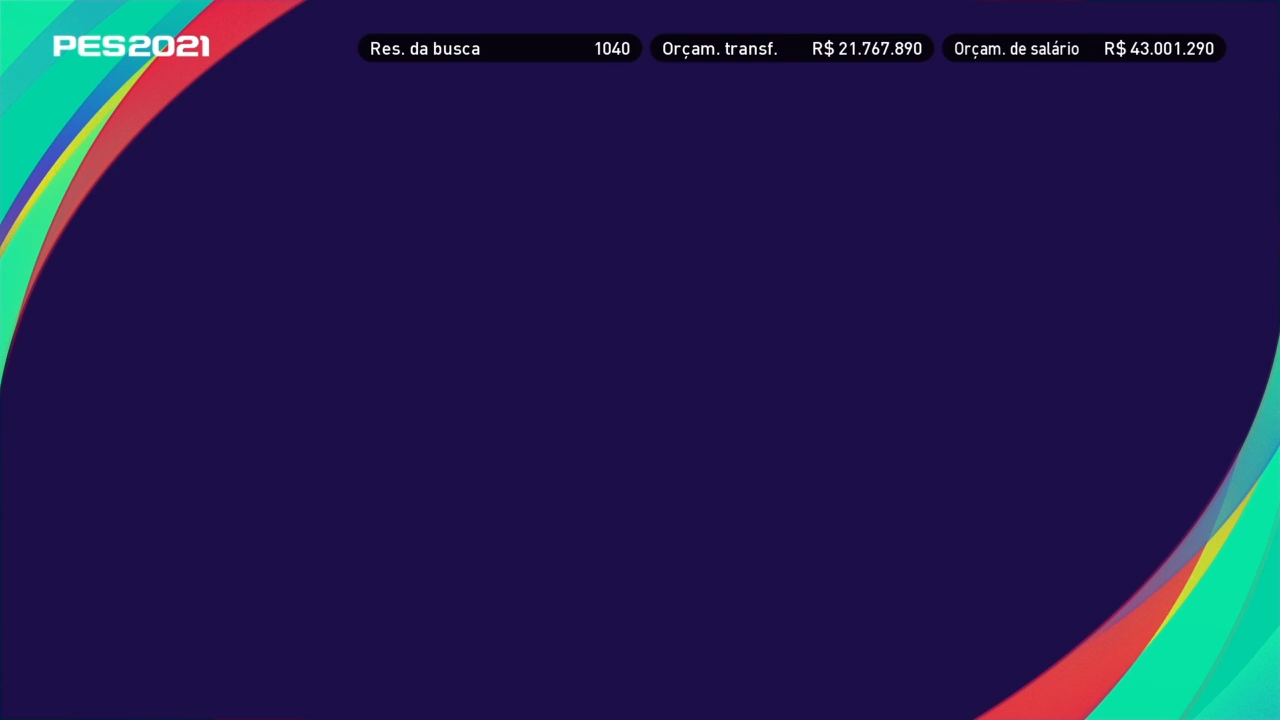 PES2021
Res. da busca 1040 Orçam. transf. R$ 21.767.890 Orçam. de salário R$ 43.001.290